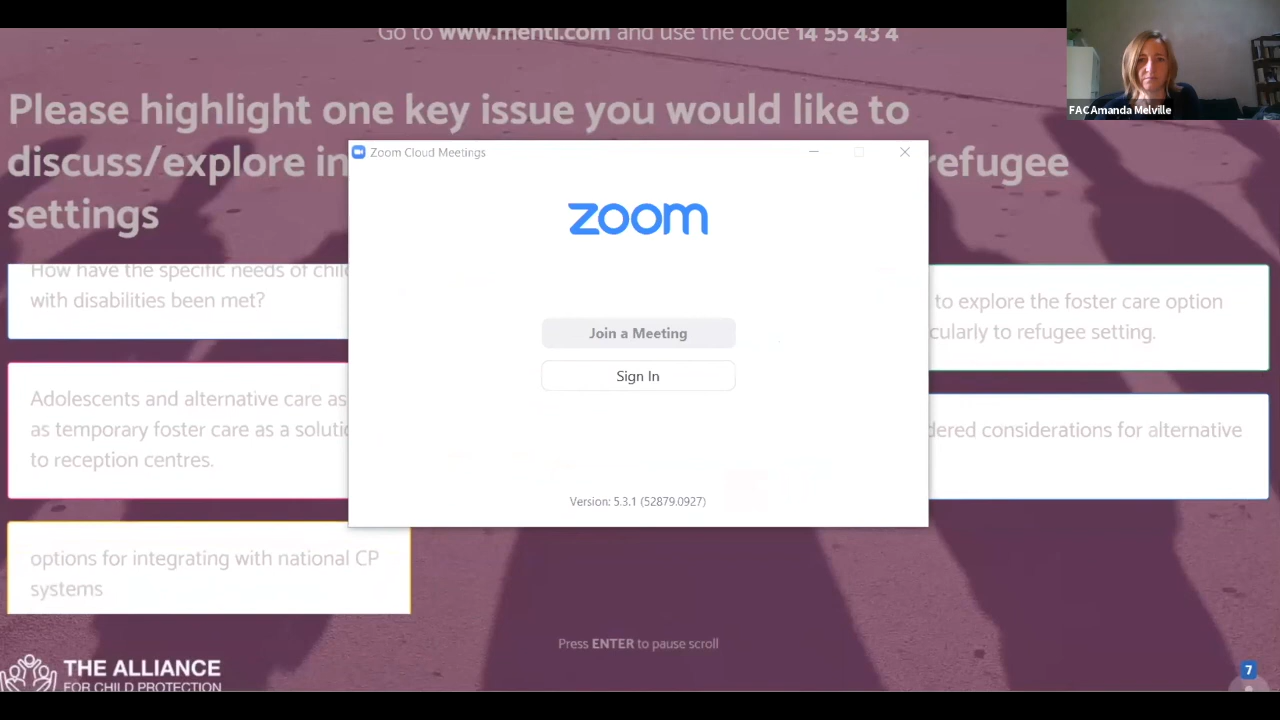 Go to www.menti.com and use the code 14 55 43 4
FAC Amanda Melville
Please highlight one key issue you would like to
discuss/explore in
refugee
settings
Zoom Cloud Meetings
zoom
Join a Meeting
Sign In
Version: 5.3.1 (52879.0927)
How have the specific needs of
with disabilities been met?
Adolescents and alternative care as
as temporary foster care as a
to reception centres.
options for integrating with national CP
systems
to explore the foster care option
to refugee setting.
considerations for alternative
Press ENTER to pause scroll
THE ALLIANCE
FOR CHILD PROTECTION
7